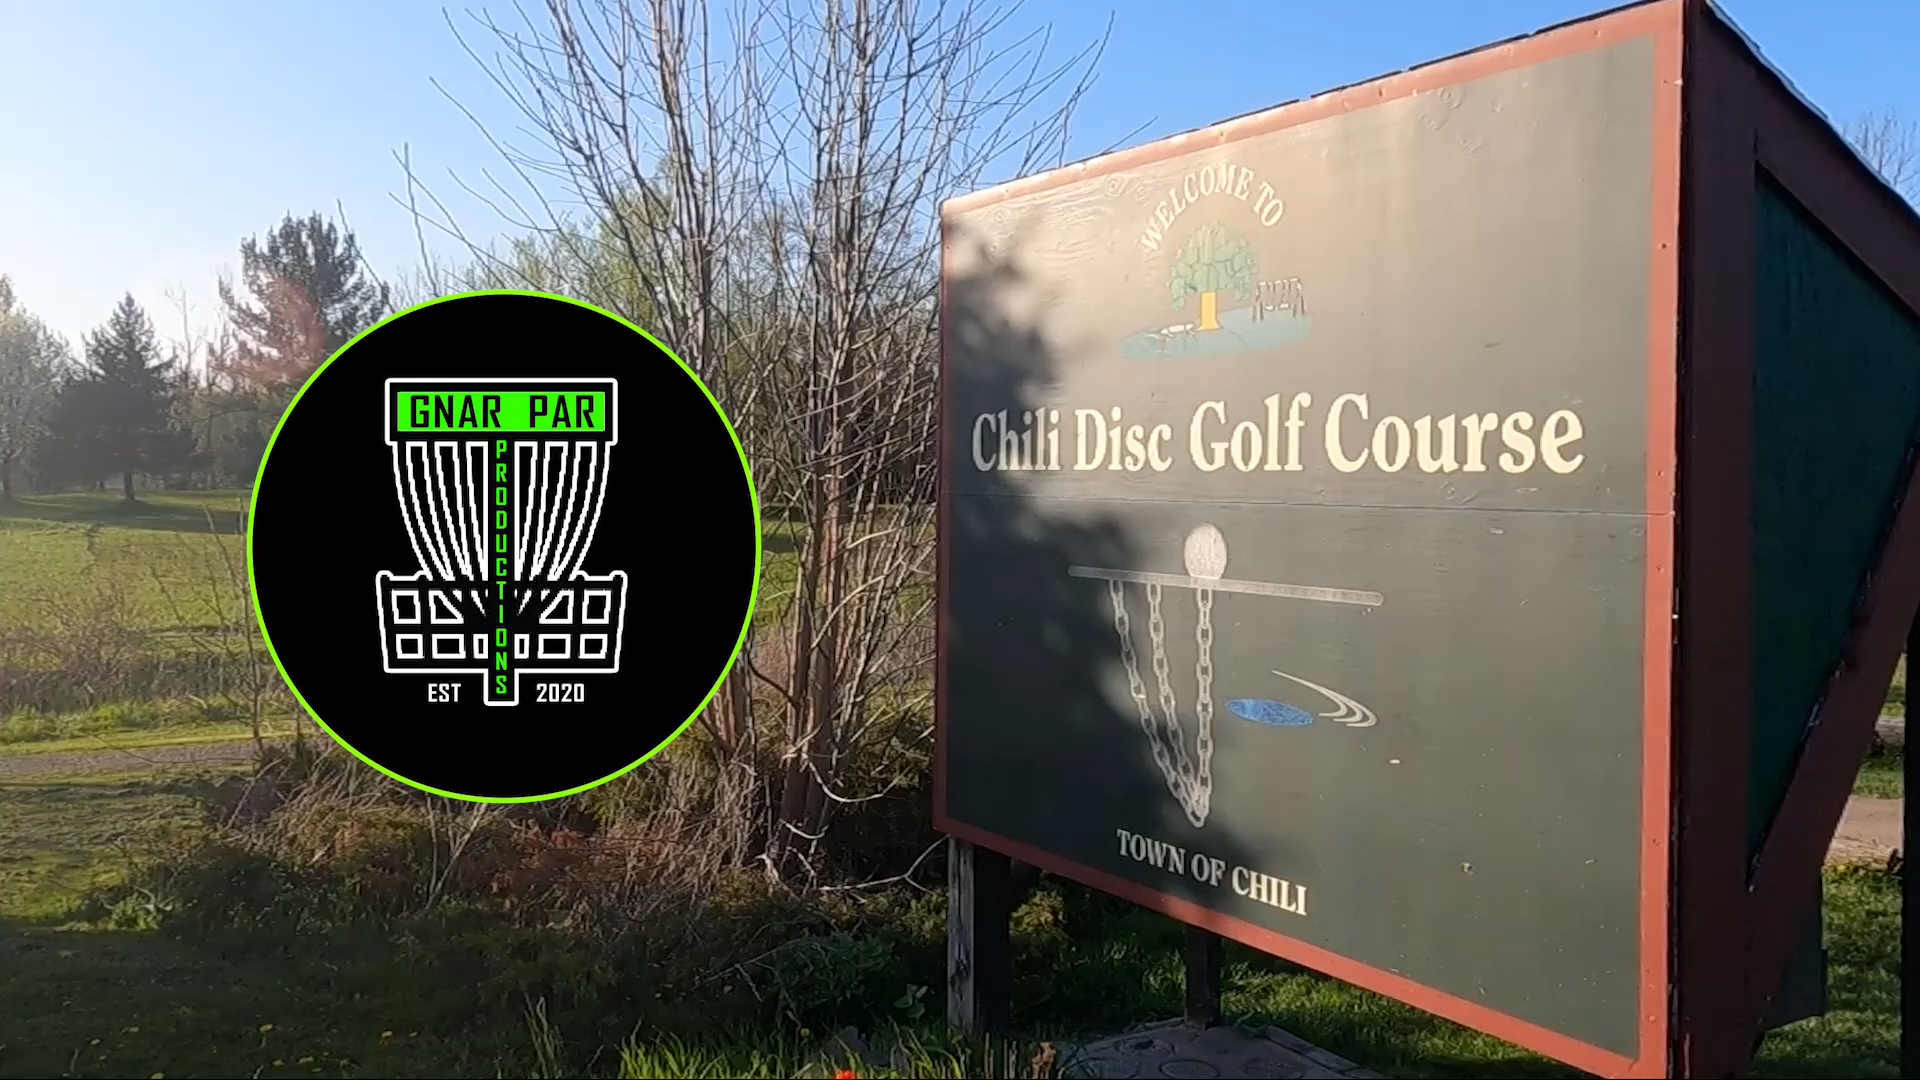 GNAR PAR
PRODUCTIONS
EST 2020
WELCOME TO
Chili Disc Golf Course
TOWN OF CHILI